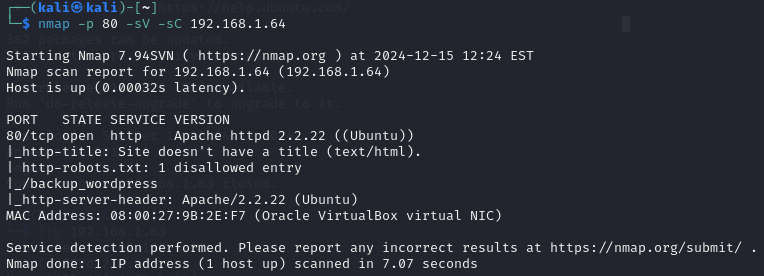 ┌──(kali㉿kali)-[~]
└─$ nmap -p 80 -sV -sC 192.168.1.64
Starting Nmap 7.94SVN ( https://nmap.org ) at 2024-12-15 12:24 EST
Nmap scan report for 192.168.1.64 (192.168.1.64)
Host is up (0.00032s latency).
PORT   STATE SERVICE VERSION
80/tcp open  http    Apache httpd 2.2.22 ((Ubuntu))
|_http-title: Site doesn't have a title (text/html).
| http-robots.txt: 1 disallowed entry
|_/backup_wordpress
|_http-server-header: Apache/2.2.22 (Ubuntu)
MAC Address: 08:00:27:9B:2E:F7 (Oracle VirtualBox virtual NIC)
Service detection performed. Please report any incorrect results at https://nmap.org/submit/ .
Nmap done: 1 IP address (1 host up) scanned in 7.07 seconds